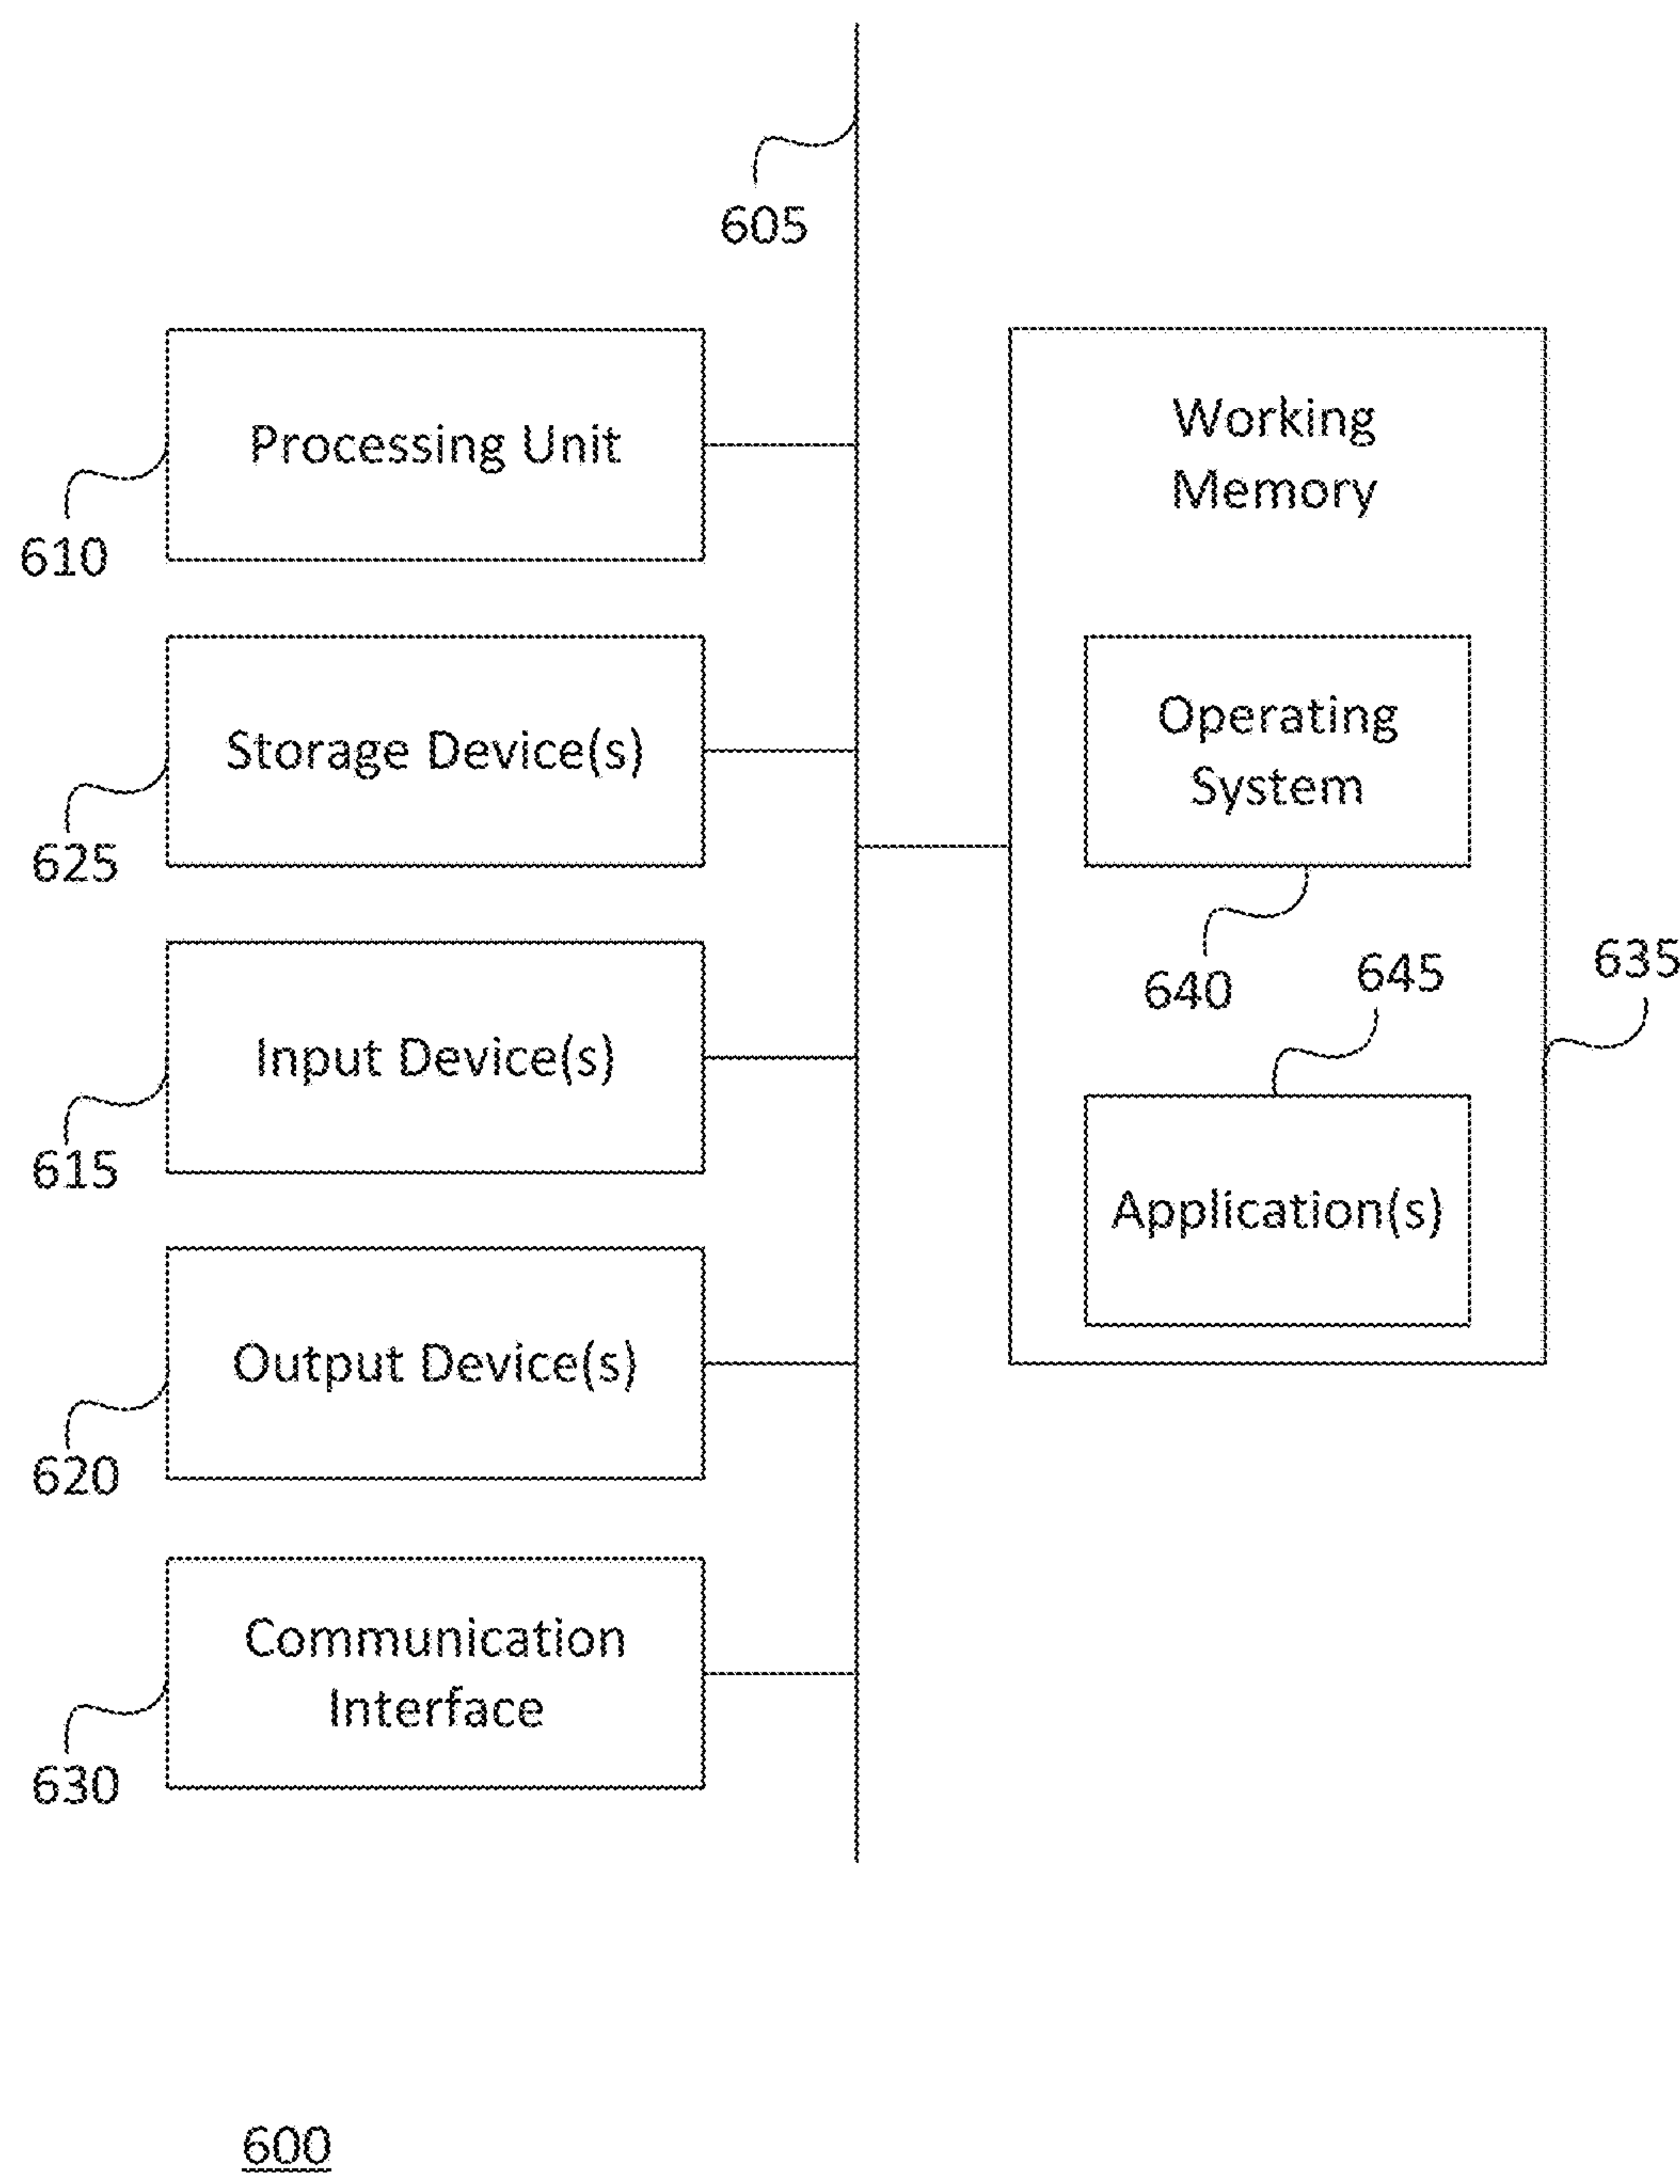 605
Processing Unit
610
Storage Device(s)
625
Input Device(s)
615
Output Device(s)
620
Communication
Interface
630
Working
Memory
Operating
System
640
645
635
Application(s)
600